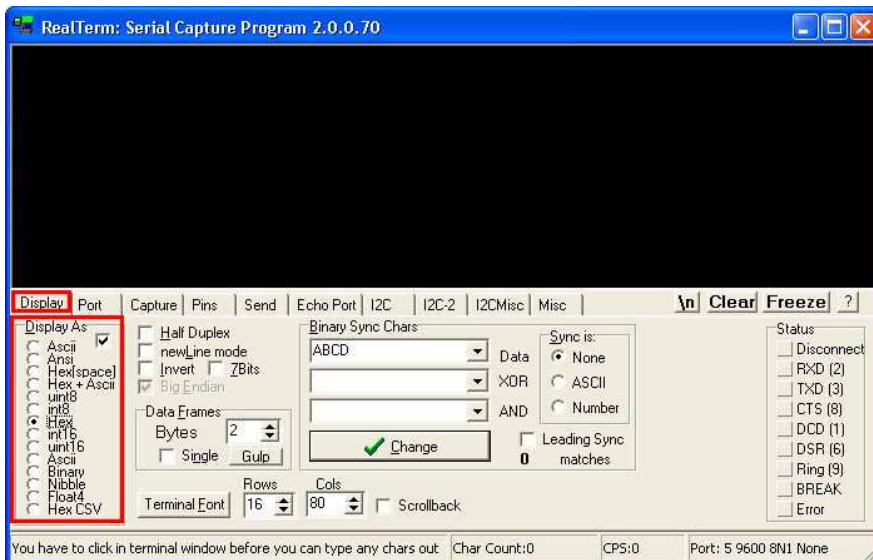 RealTerm: Serial Capture Program 2.0.0.70
Display Port Capture Pins Send Echo Port I2C I2C-2 I2CMisc Misc \n Clear Freeze ?
Display As
Ascii
Ansi
Hex[space]
Hex + Ascii
uint8
int8
Hex
int16
uint16
Ascii
Binary
Nibble
Float4
Hex CSV
Half Duplex
newLine mode
Invert 7Bits
Big Endian
Data Frames
Bytes 2
Single Gulp
Rows Cols
Terminal Font 16 80 Scrollback
Binary Sync Chars
ABCD Data
XOR
AND
Change
Sync is:
None
ASCII
Number
Leading Sync
0 matches
Status
Disconnect
RXD (2)
TXD (3)
CTS (8)
DCD (1)
DSR (6)
Ring (9)
BREAK
Error
You have to click in terminal window before you can type any chars out Char Count:0 CPS:0 Port: 5 9600 8N1 None